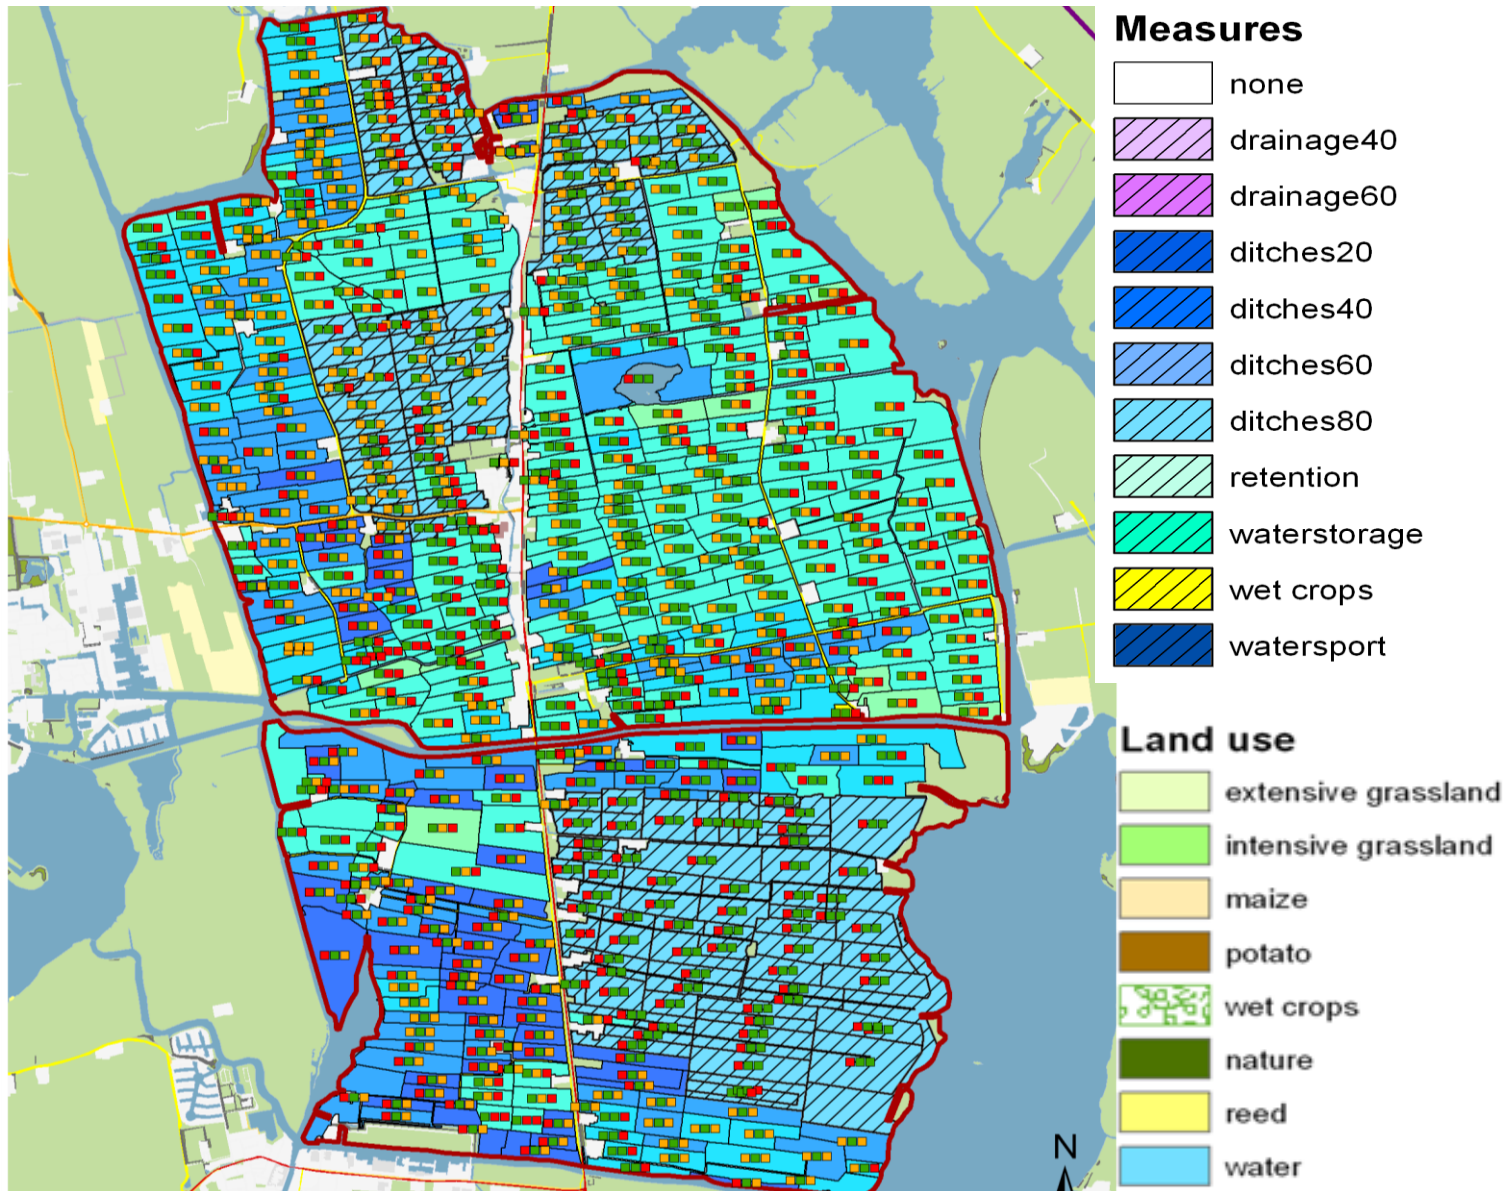 Measures
none
drainage40
drainage60
ditches20
ditches40
ditches60
ditches80
retention
waterstorage
wet crops
watersport
Land use
extensive grassland
intensive grassland
maize
potato
wet crops
nature
reed
water
N